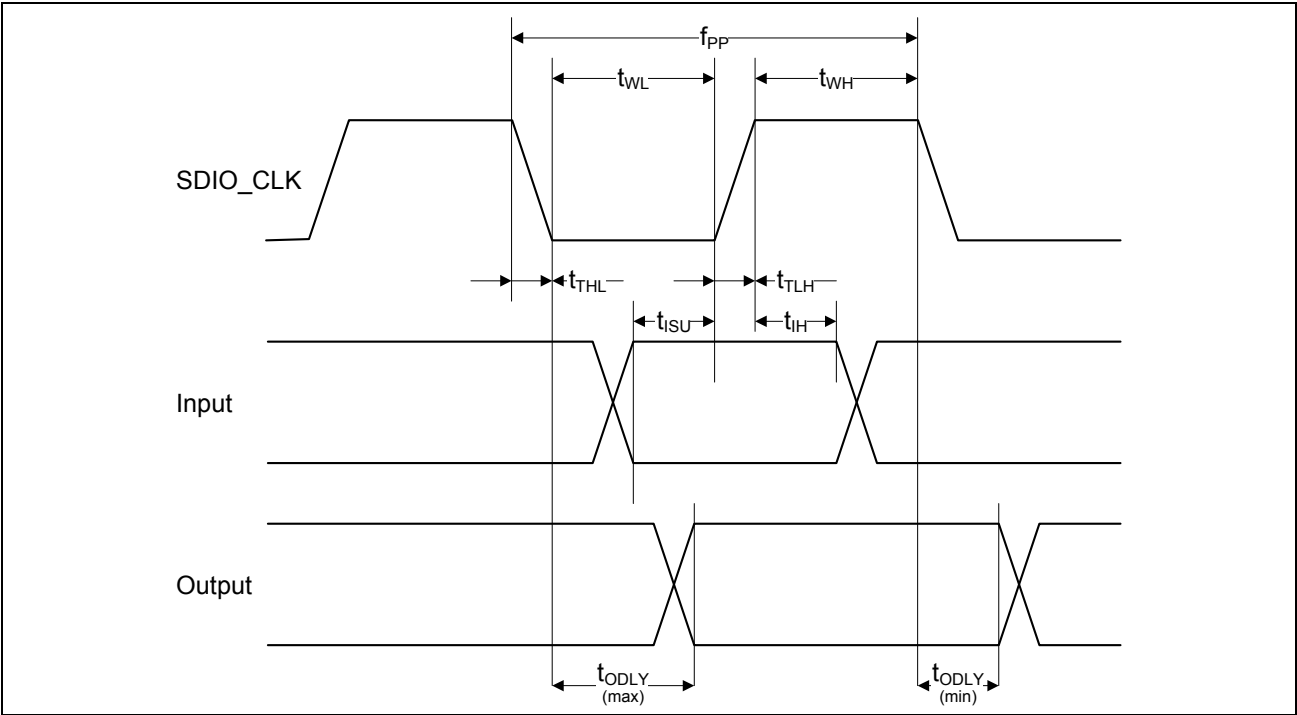 fPP
tWL
tWH
SDIO_CLK
tTHL
tTLH
tISU
tIH
Input
Output
tODLY
(max)
tODLY
(min)